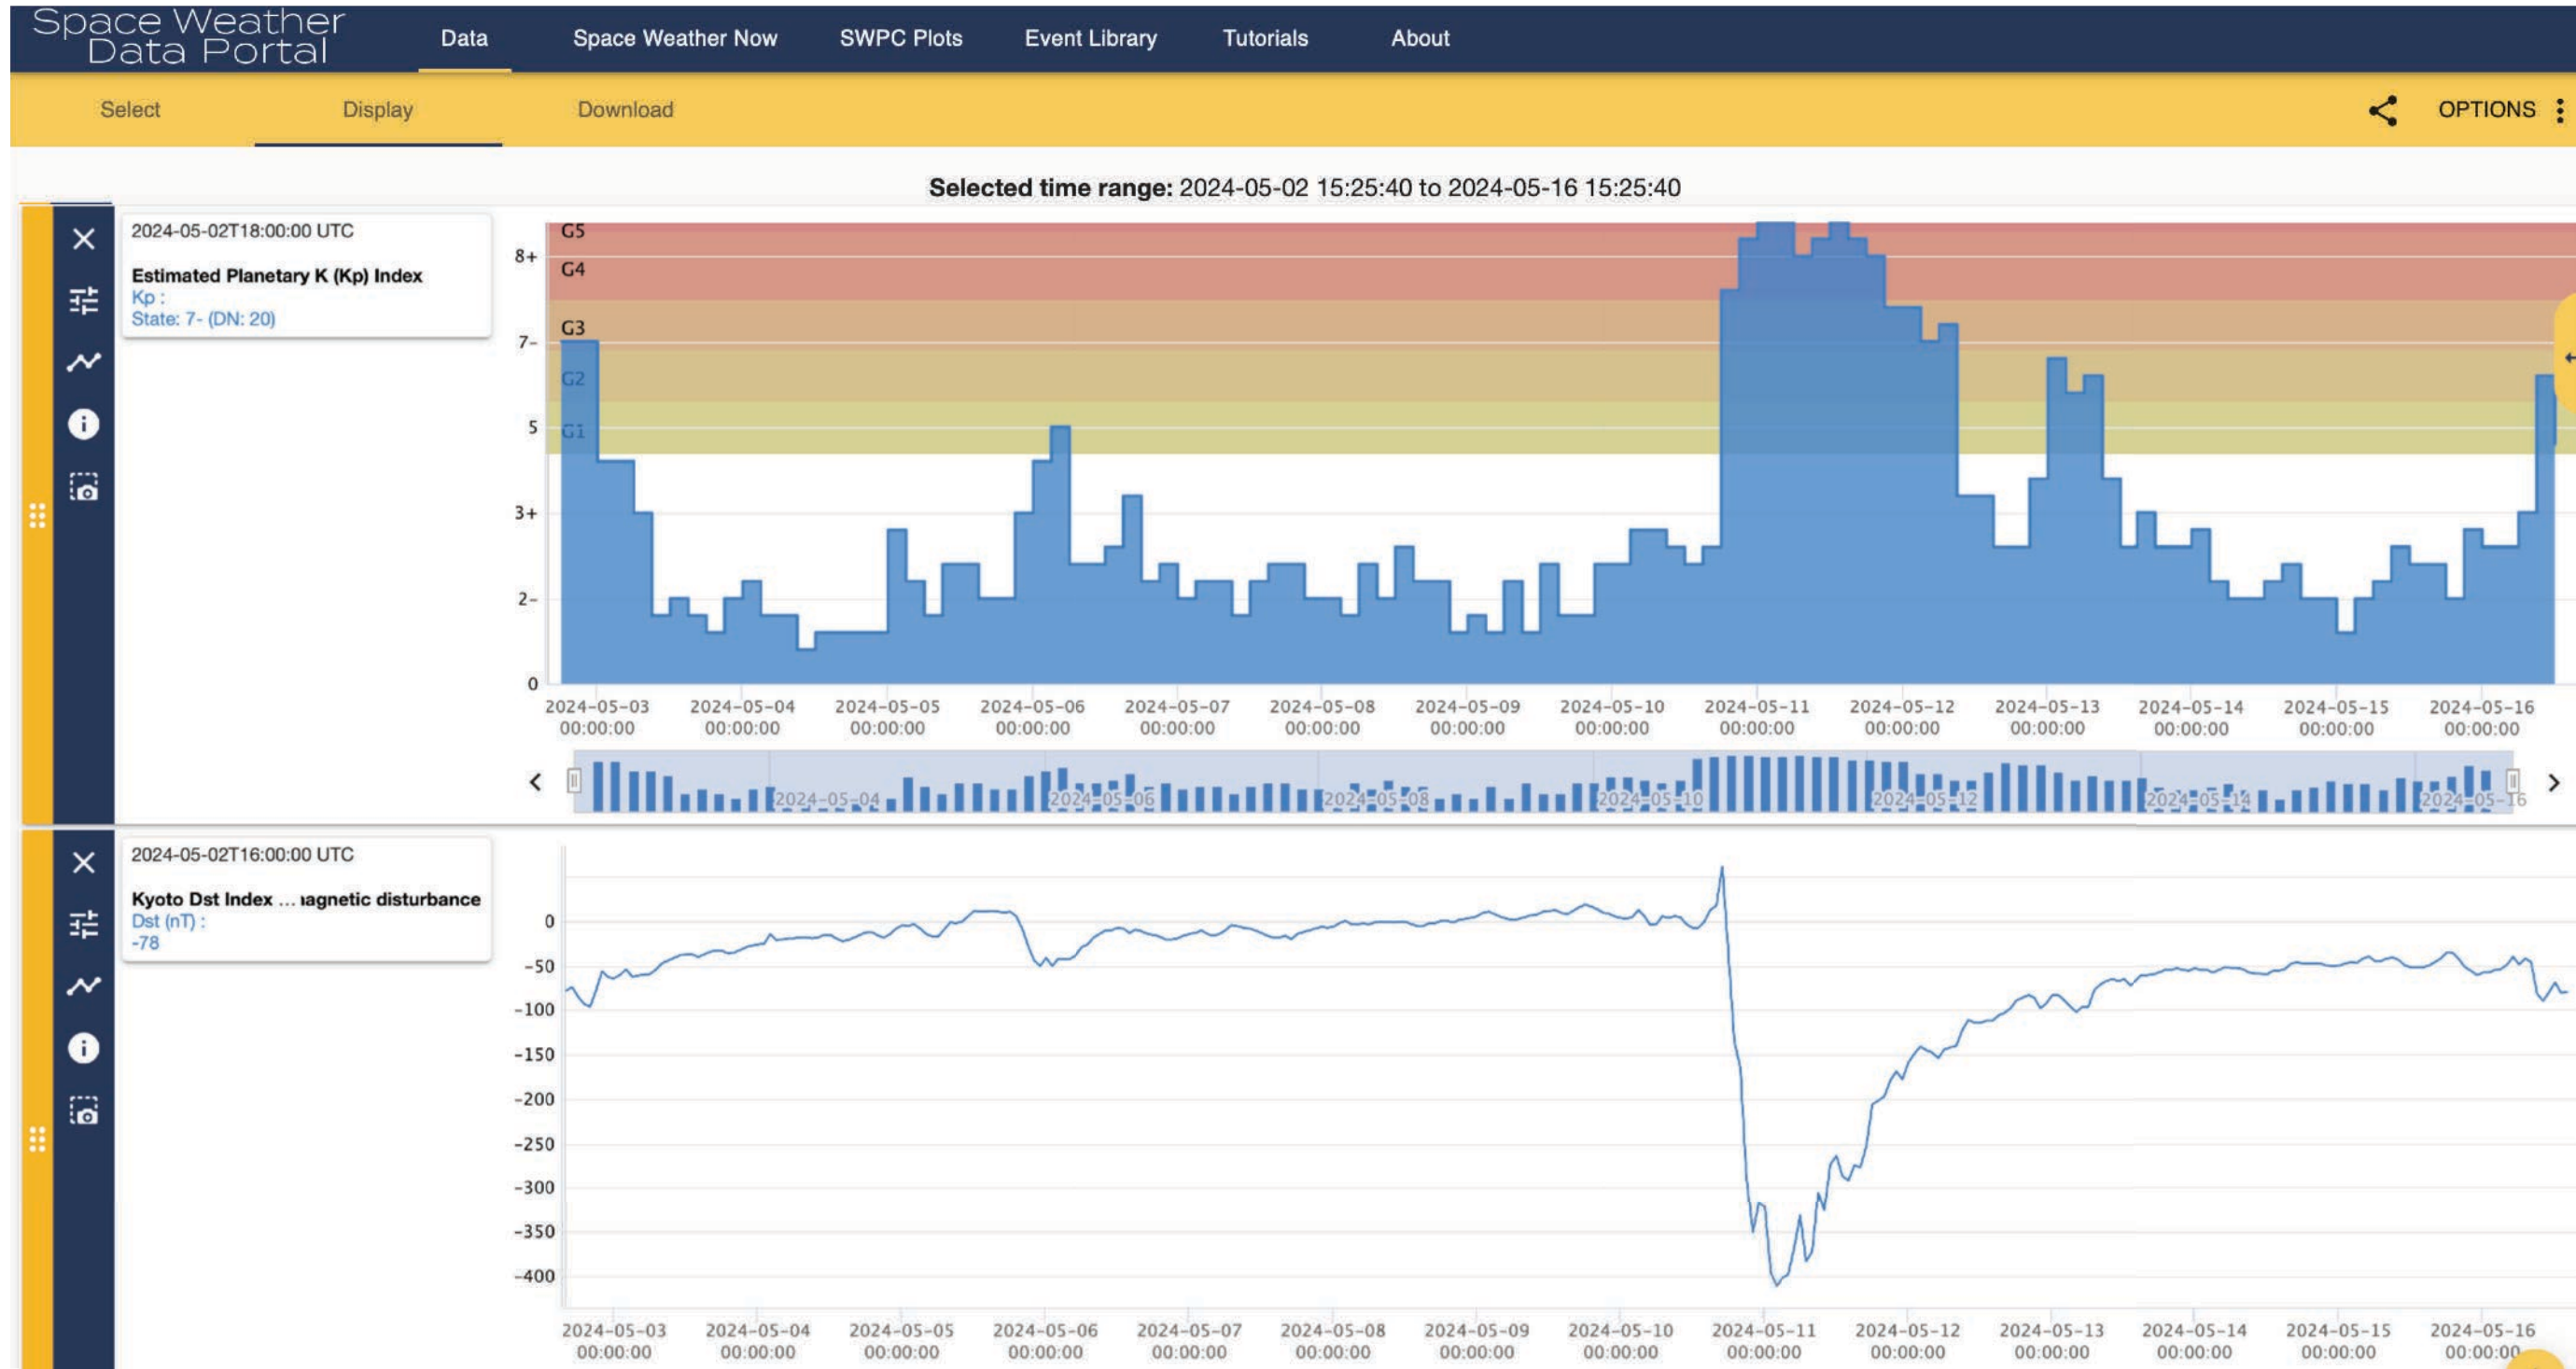 Space Weather
Data Portal
Data
Space Weather Now
SWPC Plots
Event Library
Tutorials
About
Select
Display
Download
OPTIONS
Selected time range: 2024-05-02 15:25:40 to 2024-05-16 15:25:40
2024-05-02T18:00:00 UTC
Estimated Planetary K (Kp) Index
Kp :
State: 7- (DN: 20)
8+
7-
5
3+
2-
0
G5
G4
G3
G2
G1
2024-05-03 2024-05-04 2024-05-05 2024-05-06 2024-05-07 2024-05-08 2024-05-09 2024-05-10 2024-05-11 2024-05-12 2024-05-13 2024-05-14 2024-05-15 2024-05-16
00:00:00 00:00:00 00:00:00 00:00:00 00:00:00 00:00:00 00:00:00 00:00:00 00:00:00 00:00:00 00:00:00 00:00:00 00:00:00 00:00:00
2024-05-04 2024-05-06 2024-05-08 2024-05-10 2024-05-12 2024-05-14 2024-05-16
2024-05-02T16:00:00 UTC
Kyoto Dst Index ... agnetic disturbance
Dst (nT) :
-78
0
-50
-100
-150
-200
-250
-300
-350
-400
2024-05-03 2024-05-04 2024-05-05 2024-05-06 2024-05-07 2024-05-08 2024-05-09 2024-05-10 2024-05-11 2024-05-12 2024-05-13 2024-05-14 2024-05-15 2024-05-16
00:00:00 00:00:00 00:00:00 00:00:00 00:00:00 00:00:00 00:00:00 00:00:00 00:00:00 00:00:00 00:00:00 00:00:00 00:00:00 00:00:00